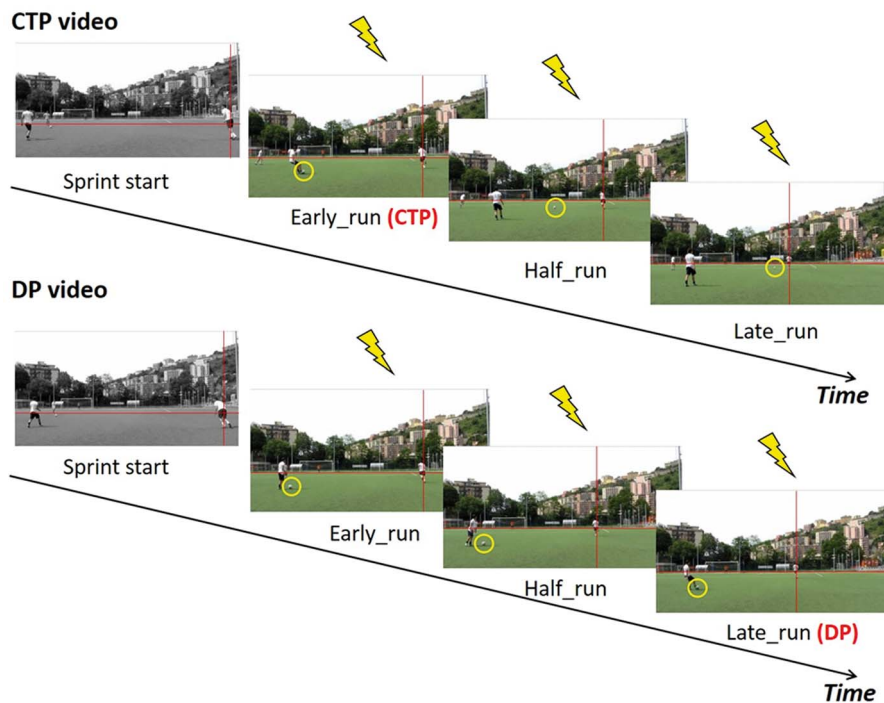 CTP video
Sprint start
Early_run (CTP)
Half_run
Late_run
Time
DP video
Sprint start
Early_run
Half_run
Late_run (DP)
Time